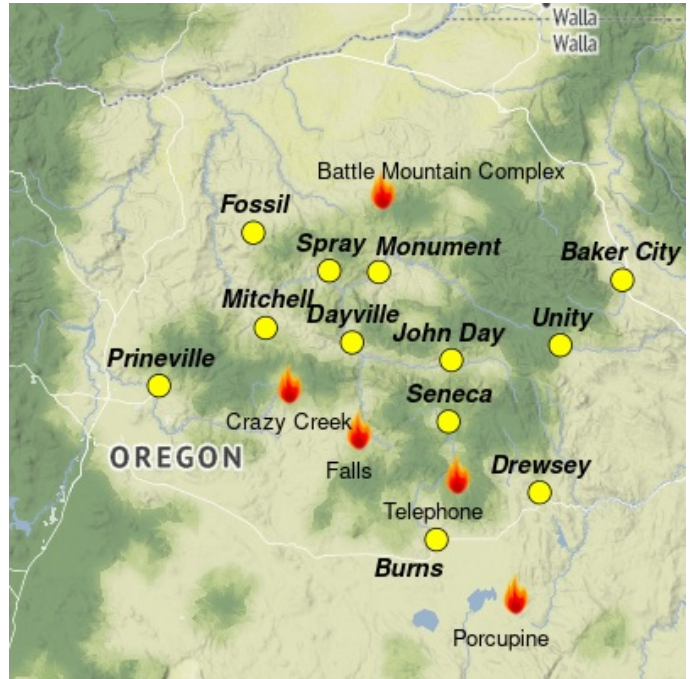 Walla
Walla
Battle Mountain Complex
Fossil
Spray
Monument
Baker City
Mitchell
Dayville
John Day
Unity
Prineville
Seneca
Crazy Creek
OREGON
Falls
Drewsey
Telephone
Burns
Porcupine